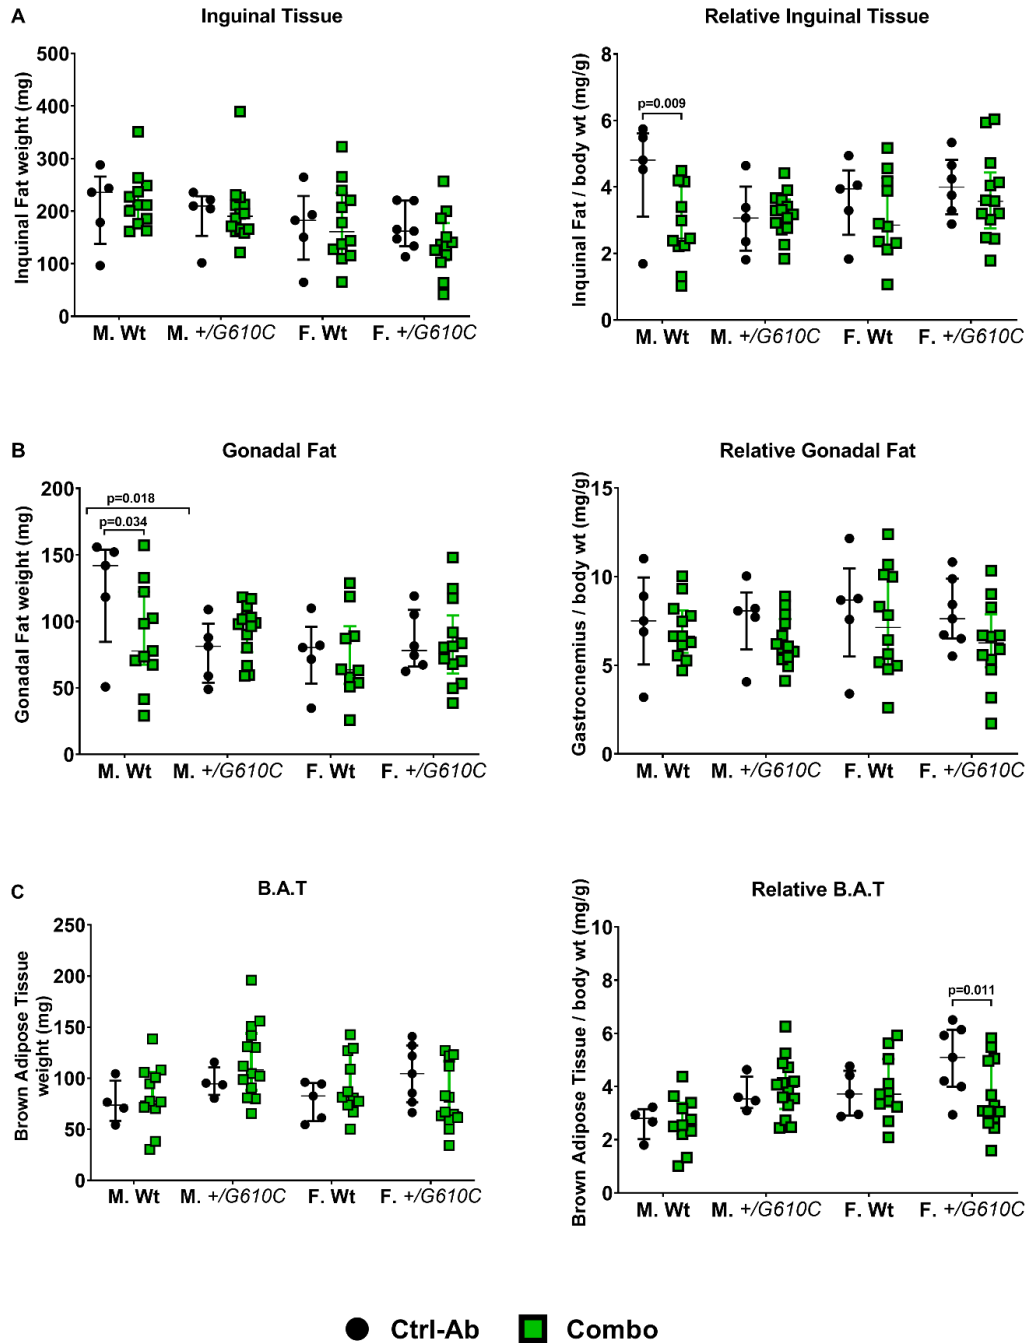 A
Inguinal Tissue
Inguinal Fat weight (mg)
500
400
300
200
100
0
M. Wt M. +/G610C F. Wt F. +/G610C
Relative Inguinal Tissue
Inquinal Fat / body wt (mg/g)
8
6
4
2
0
p=0.009
M. Wt M. +/G610C F. Wt F. +/G610C
B
Gonadal Fat
Gonadal Fat weight (mg)
200
150
100
50
0
p=0.018
p=0.034
M. Wt M. +/G610C F. Wt F. +/G610C
Relative Gonadal Fat
Gastrocnemius / body wt (mg/g)
15
10
5
0
M. Wt M. +/G610C F. Wt F. +/G610C
C
B.A.T
Brown Adipose Tissue
weight (mg)
250
200
150
100
50
0
M. Wt M. +/G610C F. Wt F. +/G610C
Relative B.A.T
Brown Adipose Tissue / body wt (mg/g)
10
8
6
4
2
0
p=0.011
M. Wt M. +/G610C F. Wt F. +/G610C
Ctrl-Ab Combo